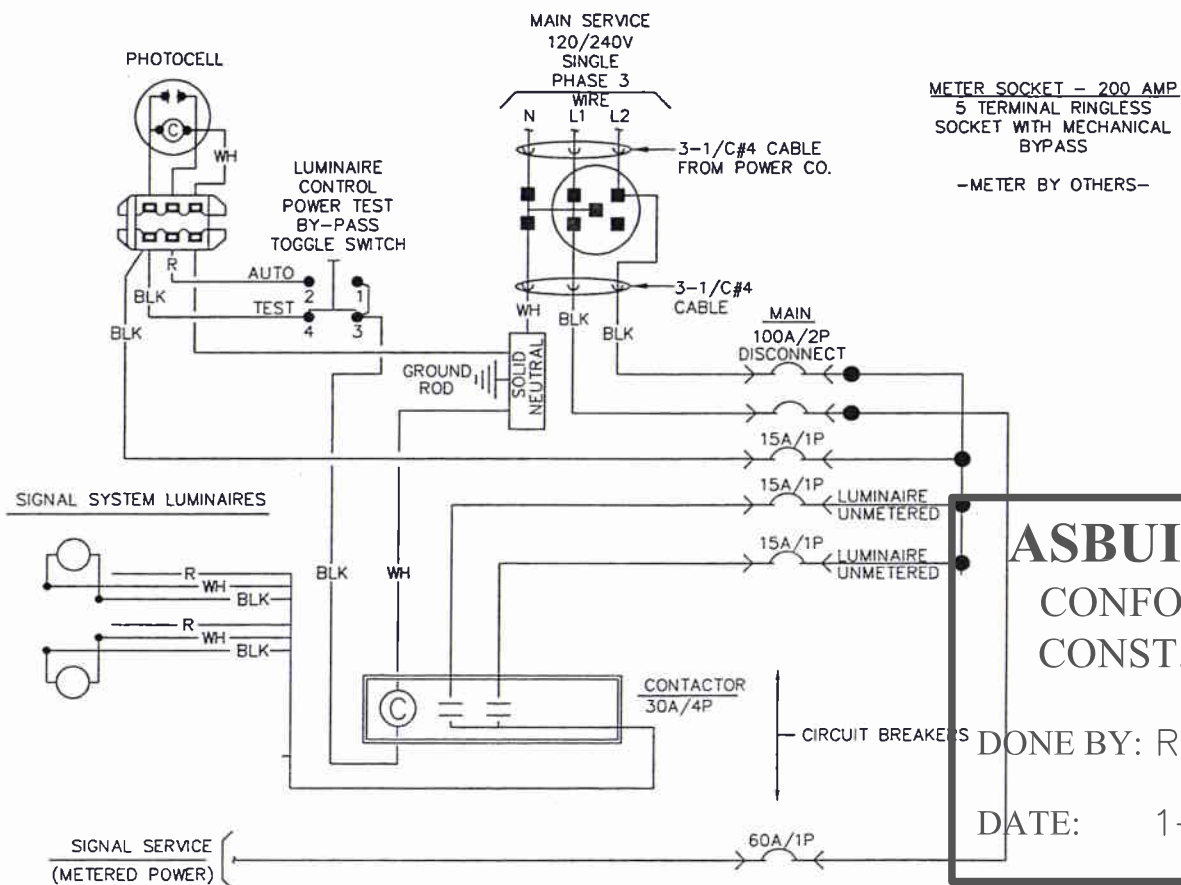 MAIN SERVICE
120/240V
SINGLE
PHASE 3
WIRE
N L1 L2
PHOTOCELL
C
WH
METER SOCKET - 200 AMP
5 TERMINAL RINGLESS
SOCKET WITH MECHANICAL
BYPASS
-METER BY OTHERS-
3-1/C#4 CABLE
FROM POWER CO.
LUMINAIRE
CONTROL
POWER TEST
BY-PASS
TOGGLE SWITCH
R
AUTO
2 1
BLK
TEST
4 3
BLK
3-1/C#4
CABLE
WH
BLK
BLK
MAIN
100A/2P
DISCONNECT
GROUND
ROD
SOLID
NEUTRAL
15A/1P
15A/1P
LUMINAIRE
UNMETERED
15A/1P
LUMINAIRE
UNMETERED
SIGNAL SYSTEM LUMINAIRES
R
WH
BLK
R
WH
BLK
BLK
WH
C
CONTACTOR
30A/4P
CIRCUIT BREAKERS
SIGNAL SERVICE
(METERED POWER)
60A/1P
ASBUI
CONFO
CONST.
DONE BY: R
DATE: 1-